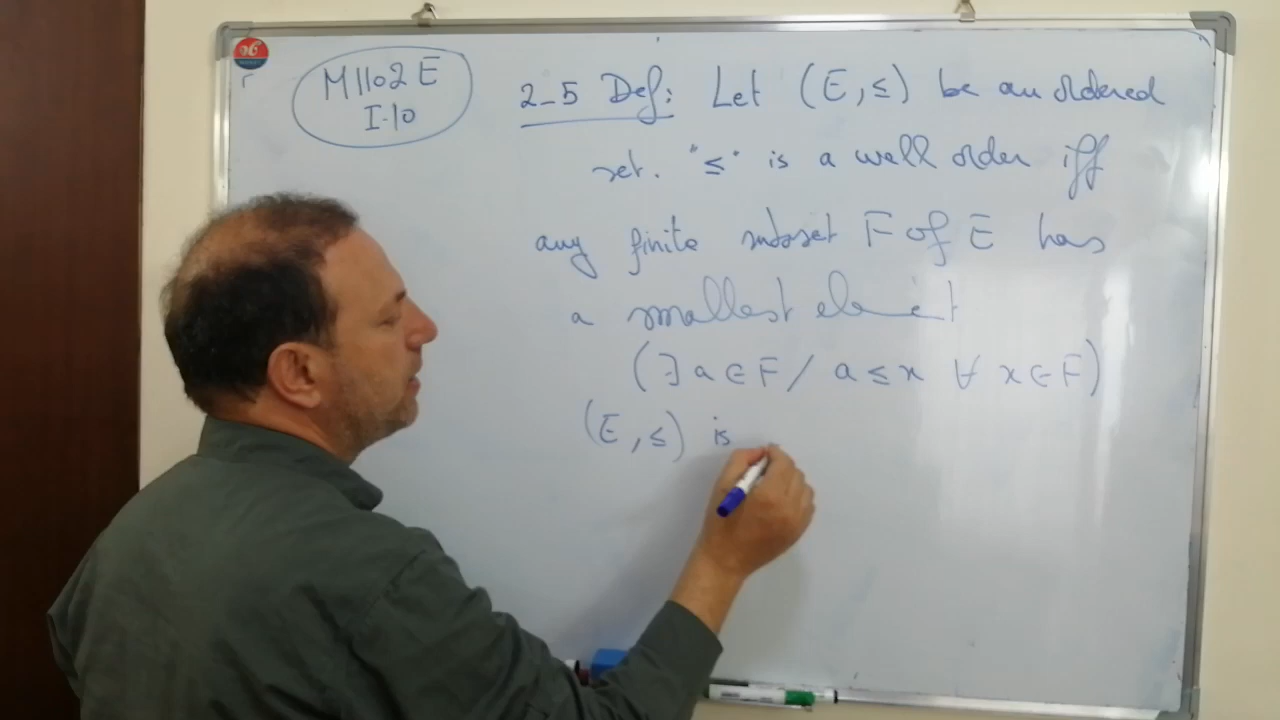 M1102 E
I-10
2-5 Def: Let (E,≤) be an ordered
set. "≤" is a well order iff
any finite subset F of E has
a smallest element
(∃ a ∈ F / a ≤ x ∀ x ∈ F)
(E,≤) is